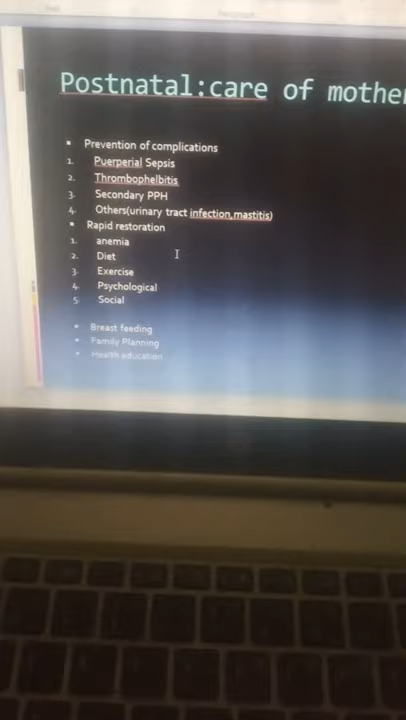 Postnatal:care of mother
▪ Prevention of complications
1. Puerperial Sepsis
2. Thrombophelbitis
3. Secondary PPH
4. Others(urinary tract infection,mastitis)
▪ Rapid restoration
1. anemia
2. Diet
3. Exercise
4. Psychological
5. Social
▪ Breast feeding
▪ Family Planning
▪ Health education